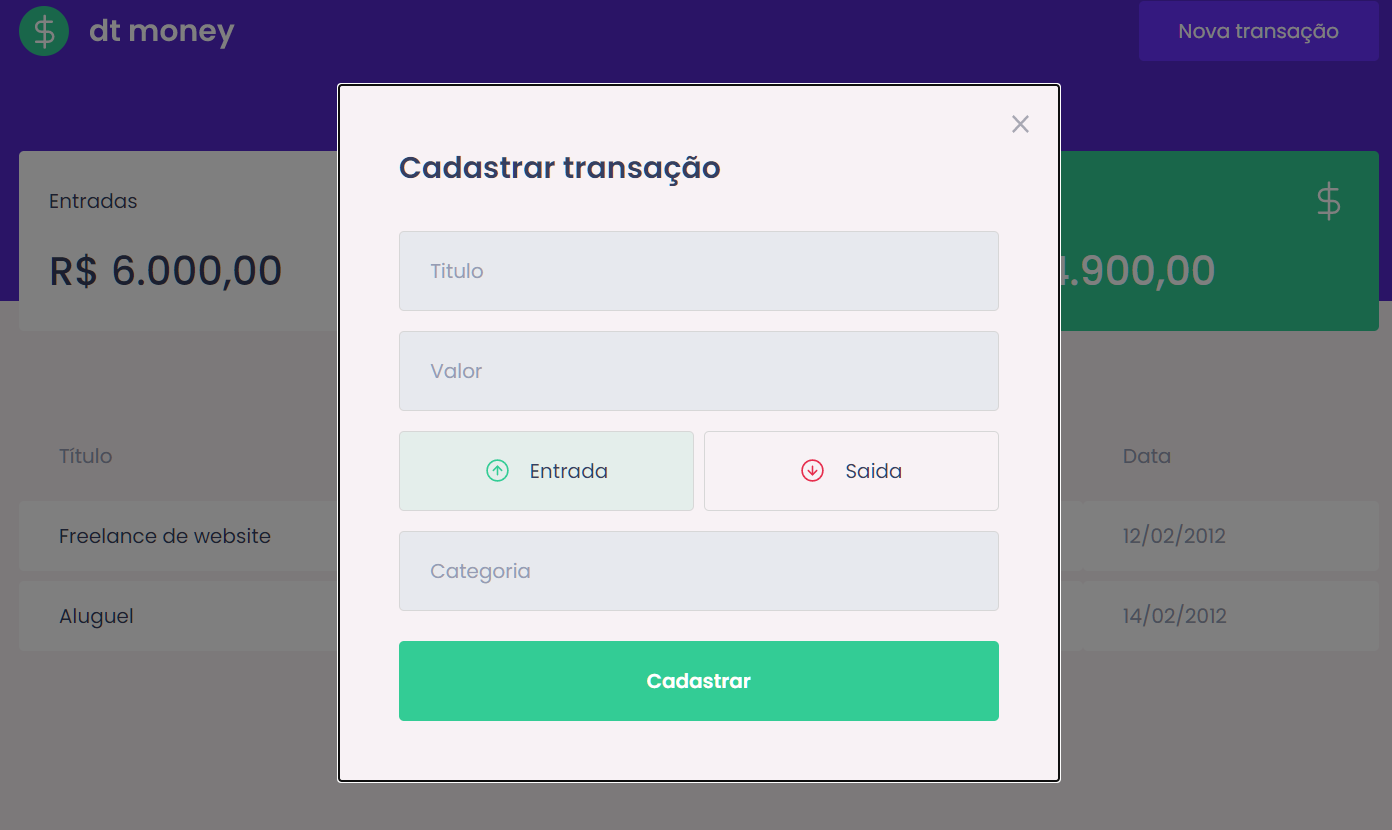 $ dt money
Nova transação
Cadastrar transação
Entradas
$
R$ 6.000,00
4.900,00
Titulo
Valor
Entrada
Saida
Categoria
Cadastrar
Título
Data
Freelance de website
12/02/2012
Aluguel
14/02/2012